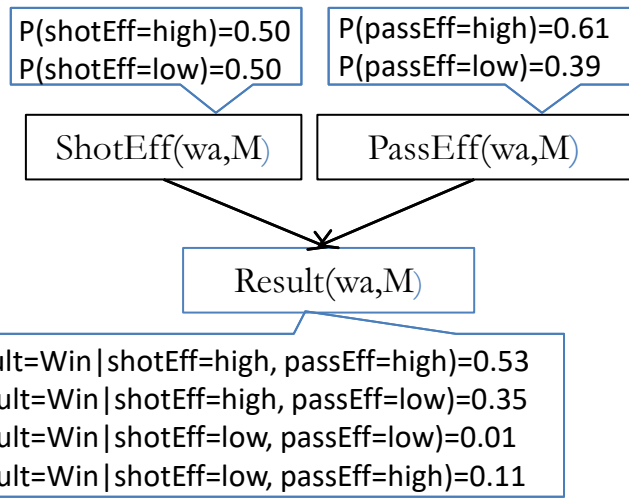 P(shotEff=high)=0.50
P(shotEff=low)=0.50
P(passEff=high)=0.61
P(passEff=low)=0.39
ShotEff(wa,M)
PassEff(wa,M)
Result(wa,M)
ult=Win|shotEff=high, passEff=high)=0.53
ult=Win|shotEff=high, passEff=low)=0.35
ult=Win|shotEff=low, passEff=low)=0.01
ult=Win|shotEff=low, passEff=high)=0.11